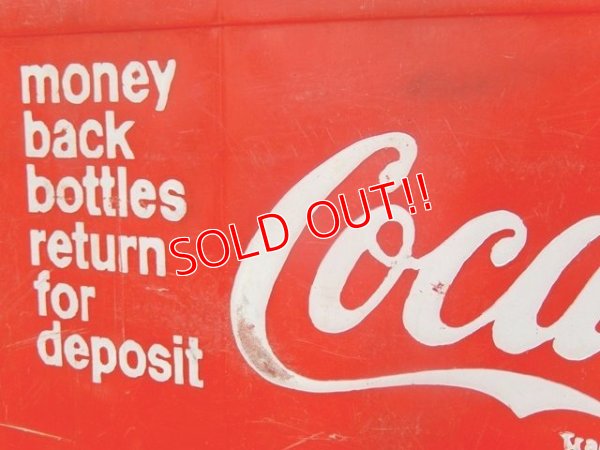 money
back
bottles
return
for
deposit
SOLD OUT!!
Coca